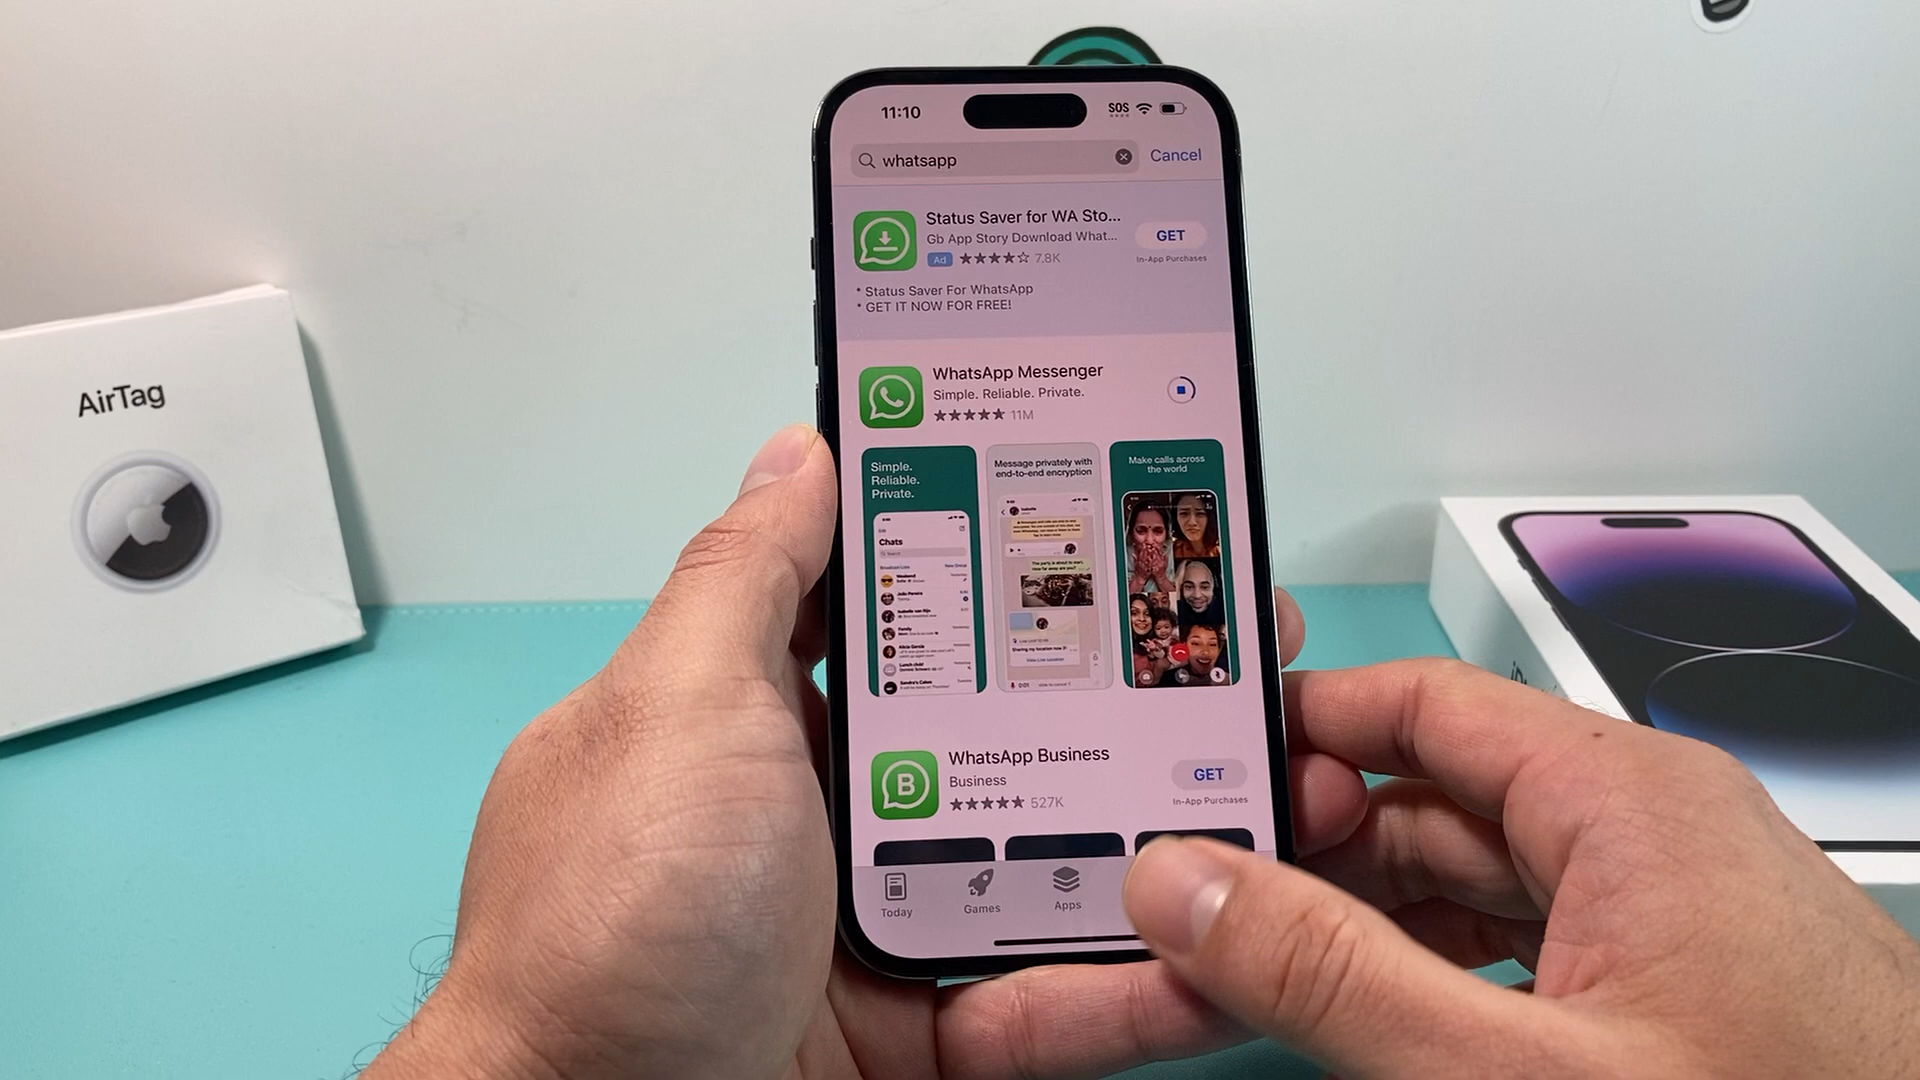 11:10
SOS
whatsapp
Cancel
Status Saver for WA Sto...
Gb App Story Download What...
GET
Ad ★★★★☆ 7.8K
In-App Purchases
* Status Saver For WhatsApp
* GET IT NOW FOR FREE!
AirTag
WhatsApp Messenger
Simple. Reliable. Private.
★★★★★ 11M
Simple.
Reliable.
Private.
Message privately with
end-to-end encryption
Make calls across
the world
Chats
WhatsApp Business
Business
★★★★★ 527K
GET
In-App Purchases
Today
Games
Apps